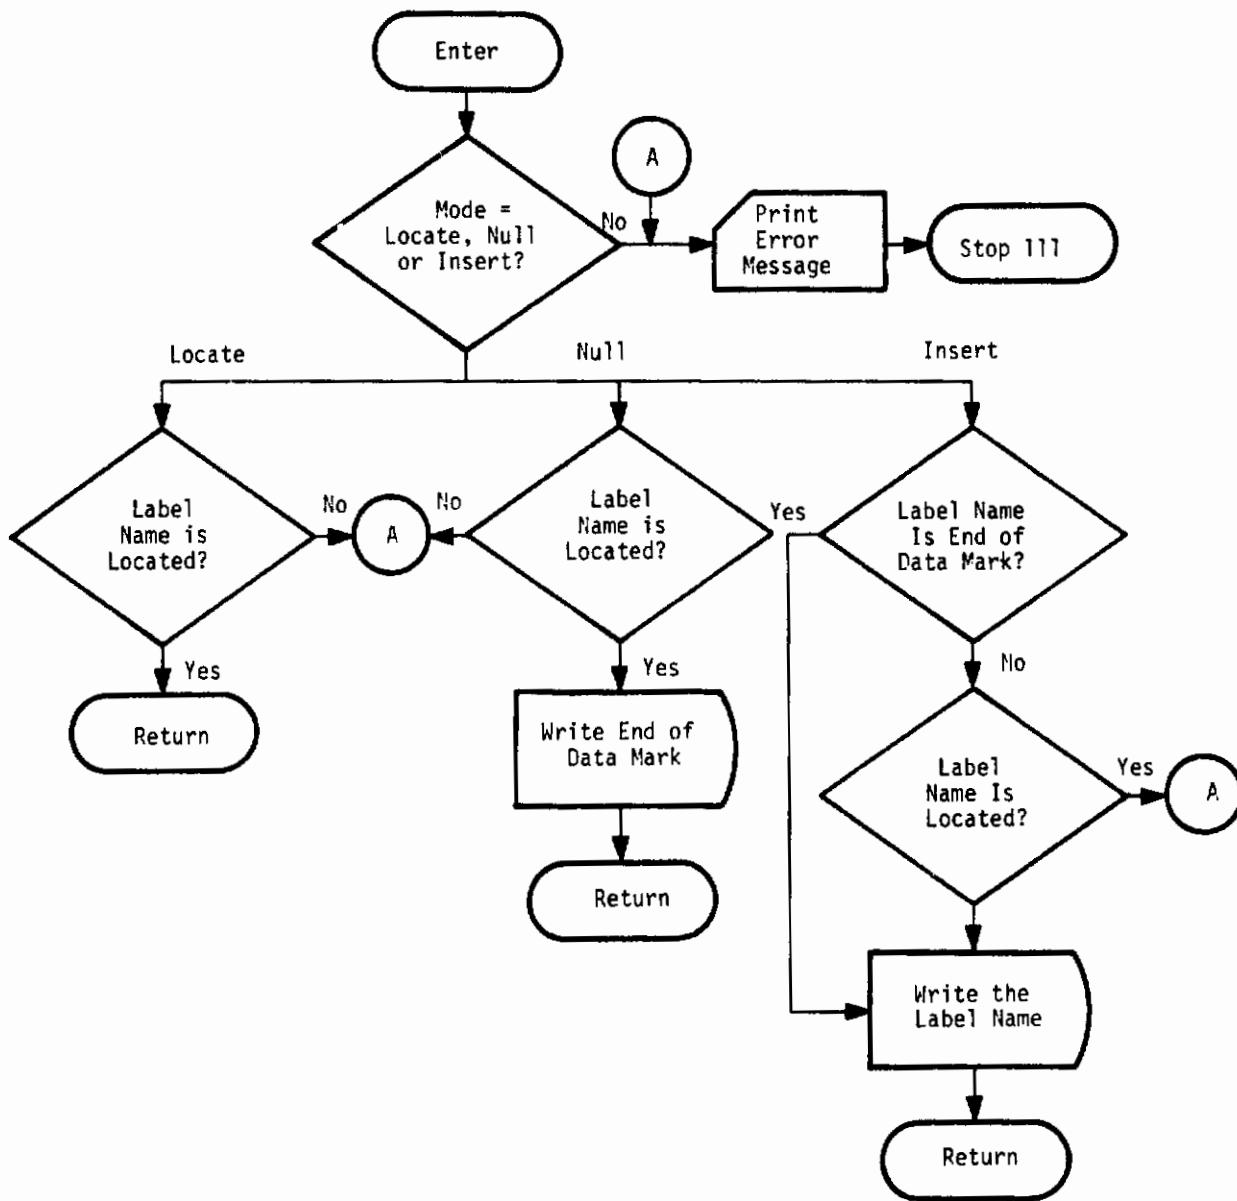 Enter
A
Mode =
Locate, Null
or Insert?
No
Print
Error
Message
Stop 111
Locate
Null
Insert
Label
Name is
Located?
No
A
No
Label
Name is
Located?
Yes
Label Name
Is End of
Data Mark?
Yes
Return
Yes
Write End of
Data Mark
No
Label
Name Is
Located?
Yes
A
Return
Write the
Label Name
Return